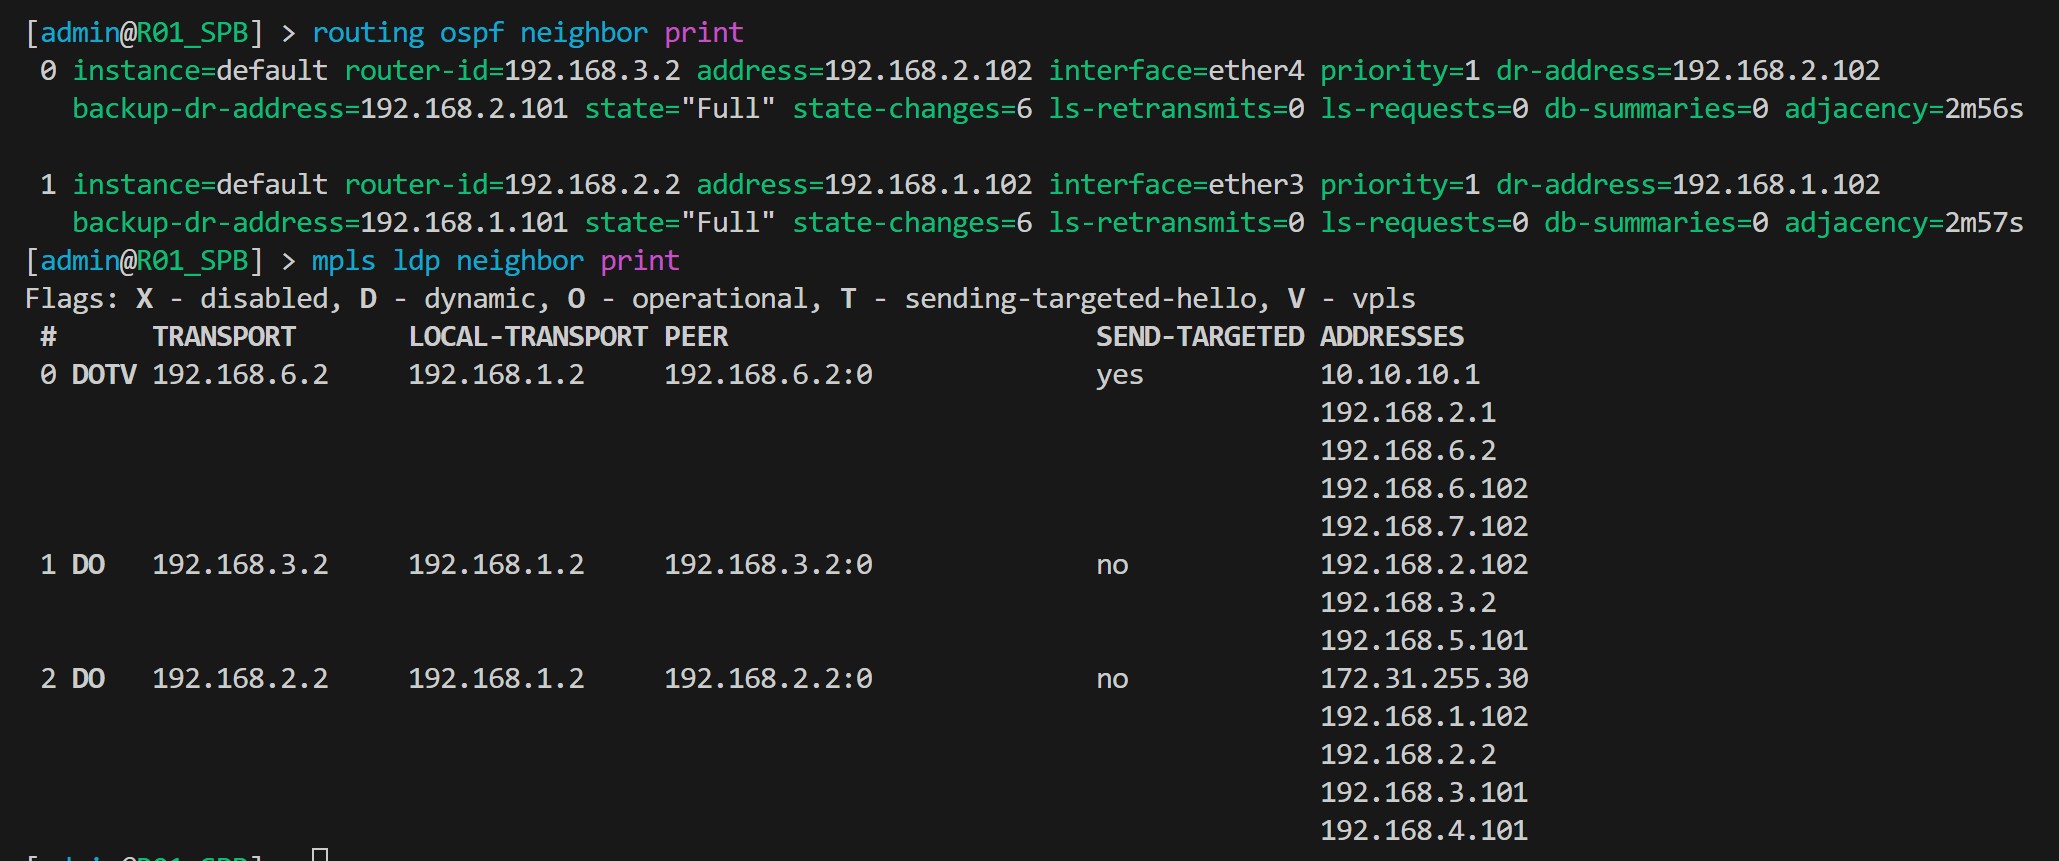 [admin@R01_SPB] > routing ospf neighbor print
0 instance=default router-id=192.168.3.2 address=192.168.2.102 interface=ether4 priority=1 dr-address=192.168.2.102
backup-dr-address=192.168.2.101 state="Full" state-changes=6 ls-retransmits=0 ls-requests=0 db-summaries=0 adjacency=2m56s
1 instance=default router-id=192.168.2.2 address=192.168.1.102 interface=ether3 priority=1 dr-address=192.168.1.102
backup-dr-address=192.168.1.101 state="Full" state-changes=6 ls-retransmits=0 ls-requests=0 db-summaries=0 adjacency=2m57s
[admin@R01_SPB] > mpls ldp neighbor print
Flags: X - disabled, D - dynamic, O - operational, T - sending-targeted-hello, V - vpls
# TRANSPORT LOCAL-TRANSPORT PEER SEND-TARGETED ADDRESSES
0 DOTV 192.168.6.2 192.168.1.2 192.168.6.2:0 yes 10.10.10.1
192.168.2.1
192.168.6.2
192.168.6.102
192.168.7.102
1 DO 192.168.3.2 192.168.1.2 192.168.3.2:0 no 192.168.2.102
192.168.3.2
192.168.5.101
2 DO 192.168.2.2 192.168.1.2 192.168.2.2:0 no 172.31.255.30
192.168.1.102
192.168.2.2
192.168.3.101
192.168.4.101